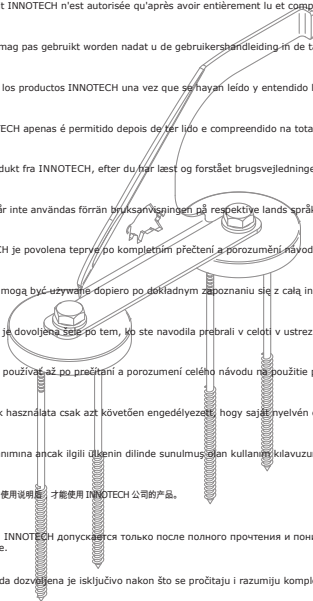 t INNOTECH n'est autorisée qu'après avoir entièrement lu et comp
mag pas gebruikt worden nadat u de gebruikershandleiding in de ta
los productos INNOTECH una vez que se hayan leído y entendido l
ECH apenas é permitido depois de ter lido e compreendido na tota
dukt fra INNOTECH, efter du har læst og forstået brugsvejledninge
år inte användas förrän bruksanvisningen på respektive lands språk
CH je povolena teprve po kompletním přečtení a porozumění návod
mogą być używane dopiero po dokładnym zapoznaniu się z całą in
je dovoljena šele po tem, ko ste navodila prebrali v celoti v ustrez
používať až po prečítaní a porozumení celého návodu na použitie p
k használata csak azt követően engedélyezett, hogy saját nyelvén
nımına ancak ilgili ülkenin dilinde sunulmuş olan kullanım kılavuzu
使用说明后，才能使用 INNOTECH 公司的产品。
INNOTECH допускается только после полного прочтения и пони
е.
da dozvoljena je isključivo nakon što se pročitaju i razumiju komple